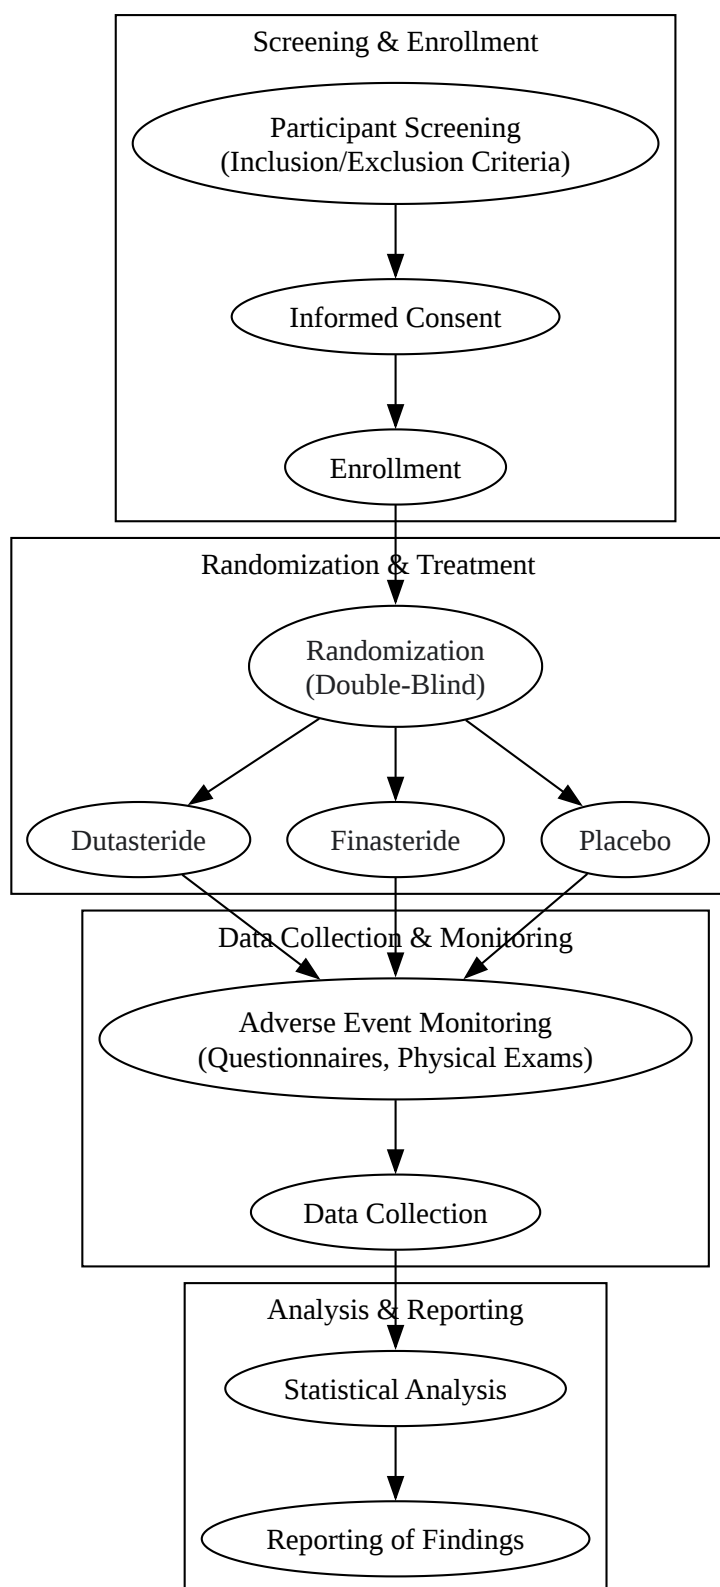 Screening & Enrollment
Participant Screening
(Inclusion/Exclusion Criteria)
Informed Consent
Enrollment
Randomization & Treatment
Randomization
(Double-Blind)
Dutasteride
Finasteride
Placebo
Data Collection & Monitoring
Adverse Event Monitoring
(Questionnaires, Physical Exams)
Data Collection
Analysis & Reporting
Statistical Analysis
Reporting of Findings